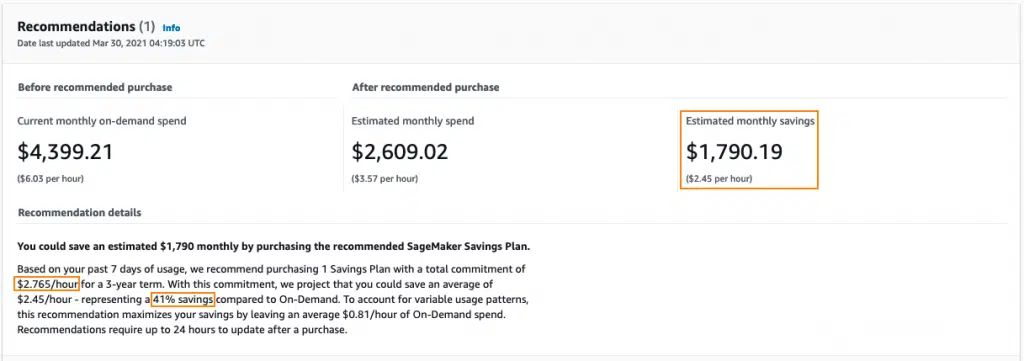 Recommendations (1) Info
Date last updated Mar 30, 2021 04:19:03 UTC
Before recommended purchase
After recommended purchase
Current monthly on-demand spend
Estimated monthly spend
Estimated monthly savings
$4,399.21
$2,609.02
$1,790.19
($6.03 per hour)
($3.57 per hour)
($2.45 per hour)
Recommendation details
You could save an estimated $1,790 monthly by purchasing the recommended SageMaker Savings Plan.
Based on your past 7 days of usage, we recommend purchasing 1 Savings Plan with a total commitment of
$2.765/hour for a 3-year term. With this commitment, we project that you could save an average of
$2.45/hour - representing a 41% savings compared to On-Demand. To account for variable usage patterns,
this recommendation maximizes your savings by leaving an average $0.81/hour of On-Demand spend.
Recommendations require up to 24 hours to update after a purchase.